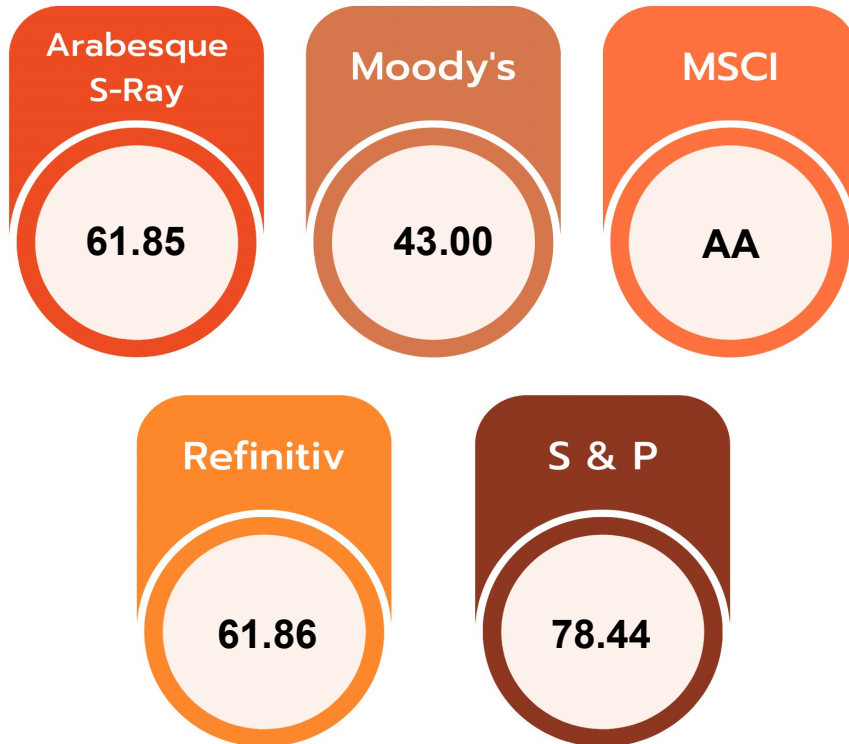 Arabesque
S-Ray
61.85
Moody's
43.00
MSCI
AA
Refinitiv
61.86
S & P
78.44